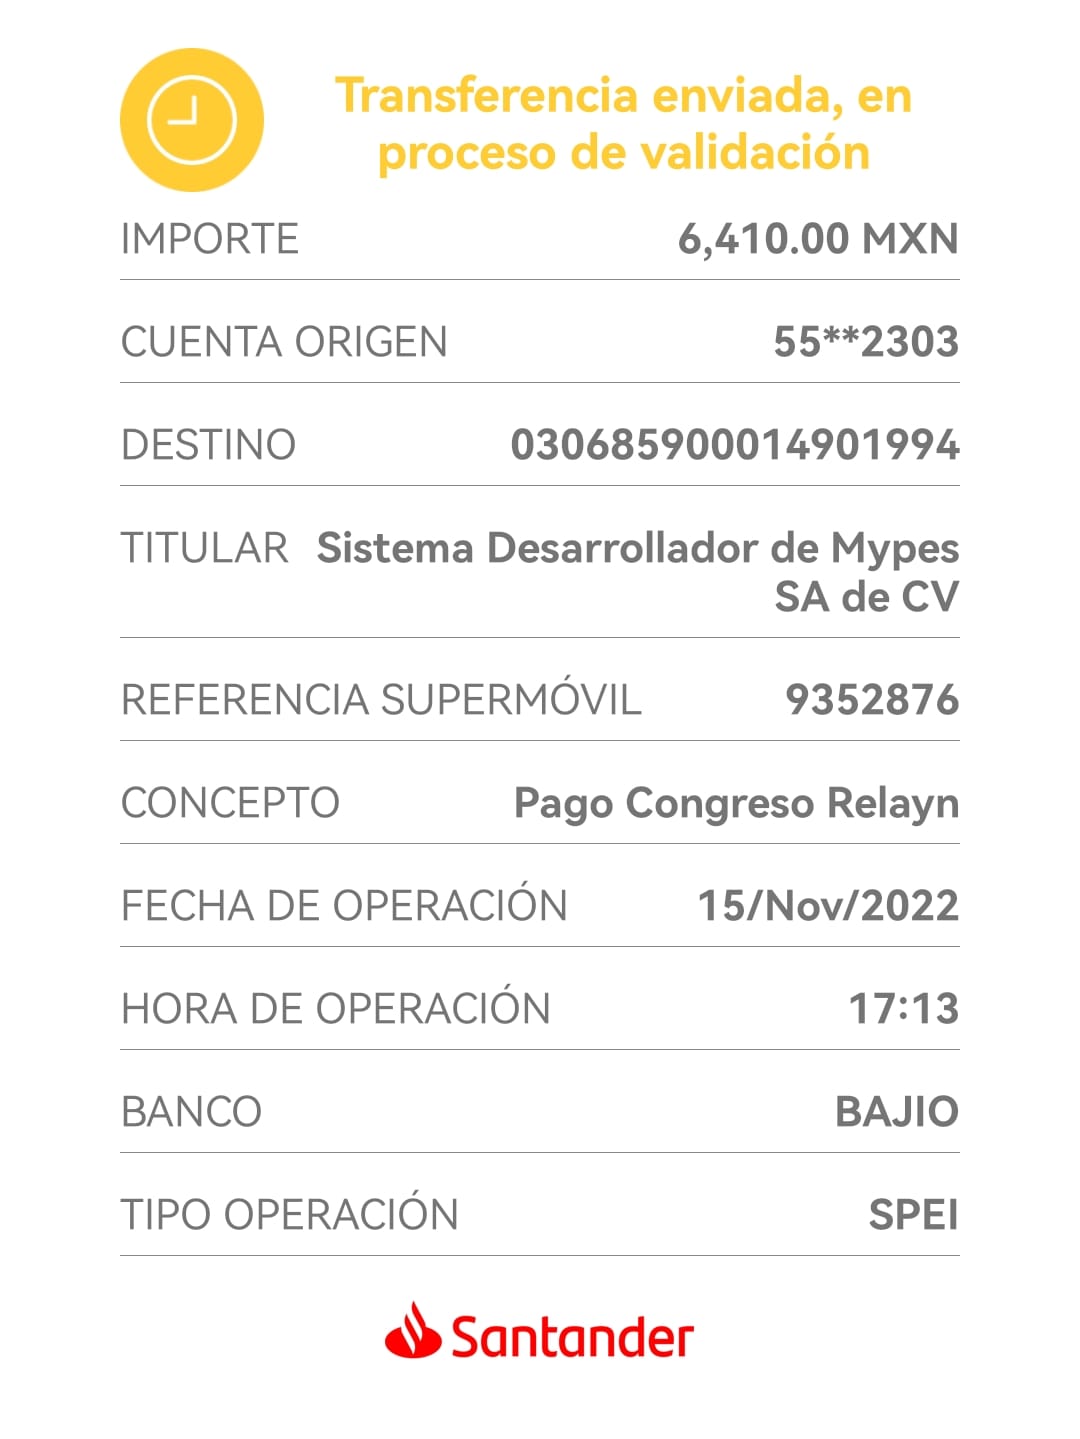 Transferencia enviada, en
proceso de validación
IMPORTE 6,410.00 MXN
CUENTA ORIGEN 55**2303
DESTINO 030685900014901994
TITULAR Sistema Desarrollador de Mypes
SA de CV
REFERENCIA SUPERMÓVIL 9352876
CONCEPTO Pago Congreso Relayn
FECHA DE OPERACIÓN 15/Nov/2022
HORA DE OPERACIÓN 17:13
BANCO BAJIO
TIPO OPERACIÓN SPEI
Santander